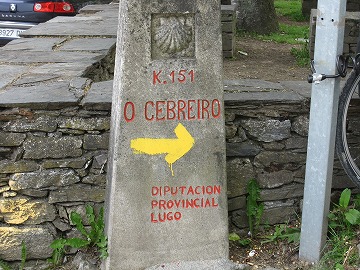 K.151
O CEBREIRO
DIPUTACION
PROVINCIAL
LUGO